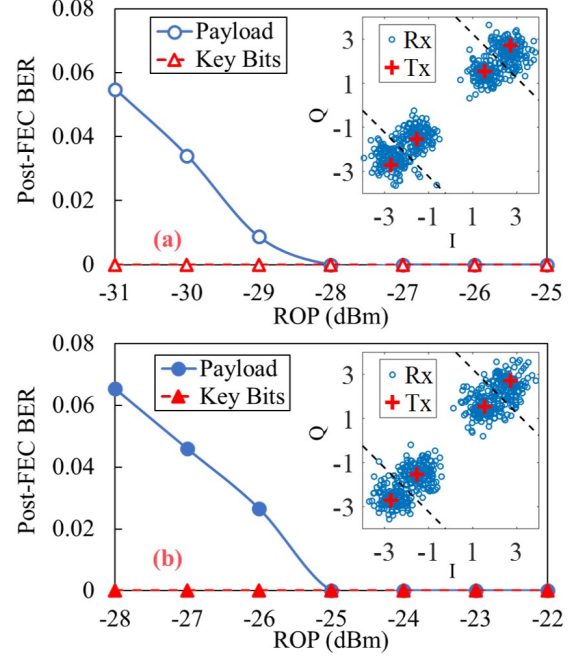 0.08
0.06
0.04
0.02
0
Post-FEC BER
Payload
Key Bits
(a)
-31 -30 -29 -28 -27 -26 -25
ROP (dBm)
3
1
-1
-3
Q
Rx
Tx
-3 -1 1 3
I
0.08
0.06
0.04
0.02
0
Post-FEC BER
Payload
Key Bits
(b)
-28 -27 -26 -25 -24 -23 -22
ROP (dBm)
3
1
-1
-3
Q
Rx
Tx
-3 -1 1 3
I